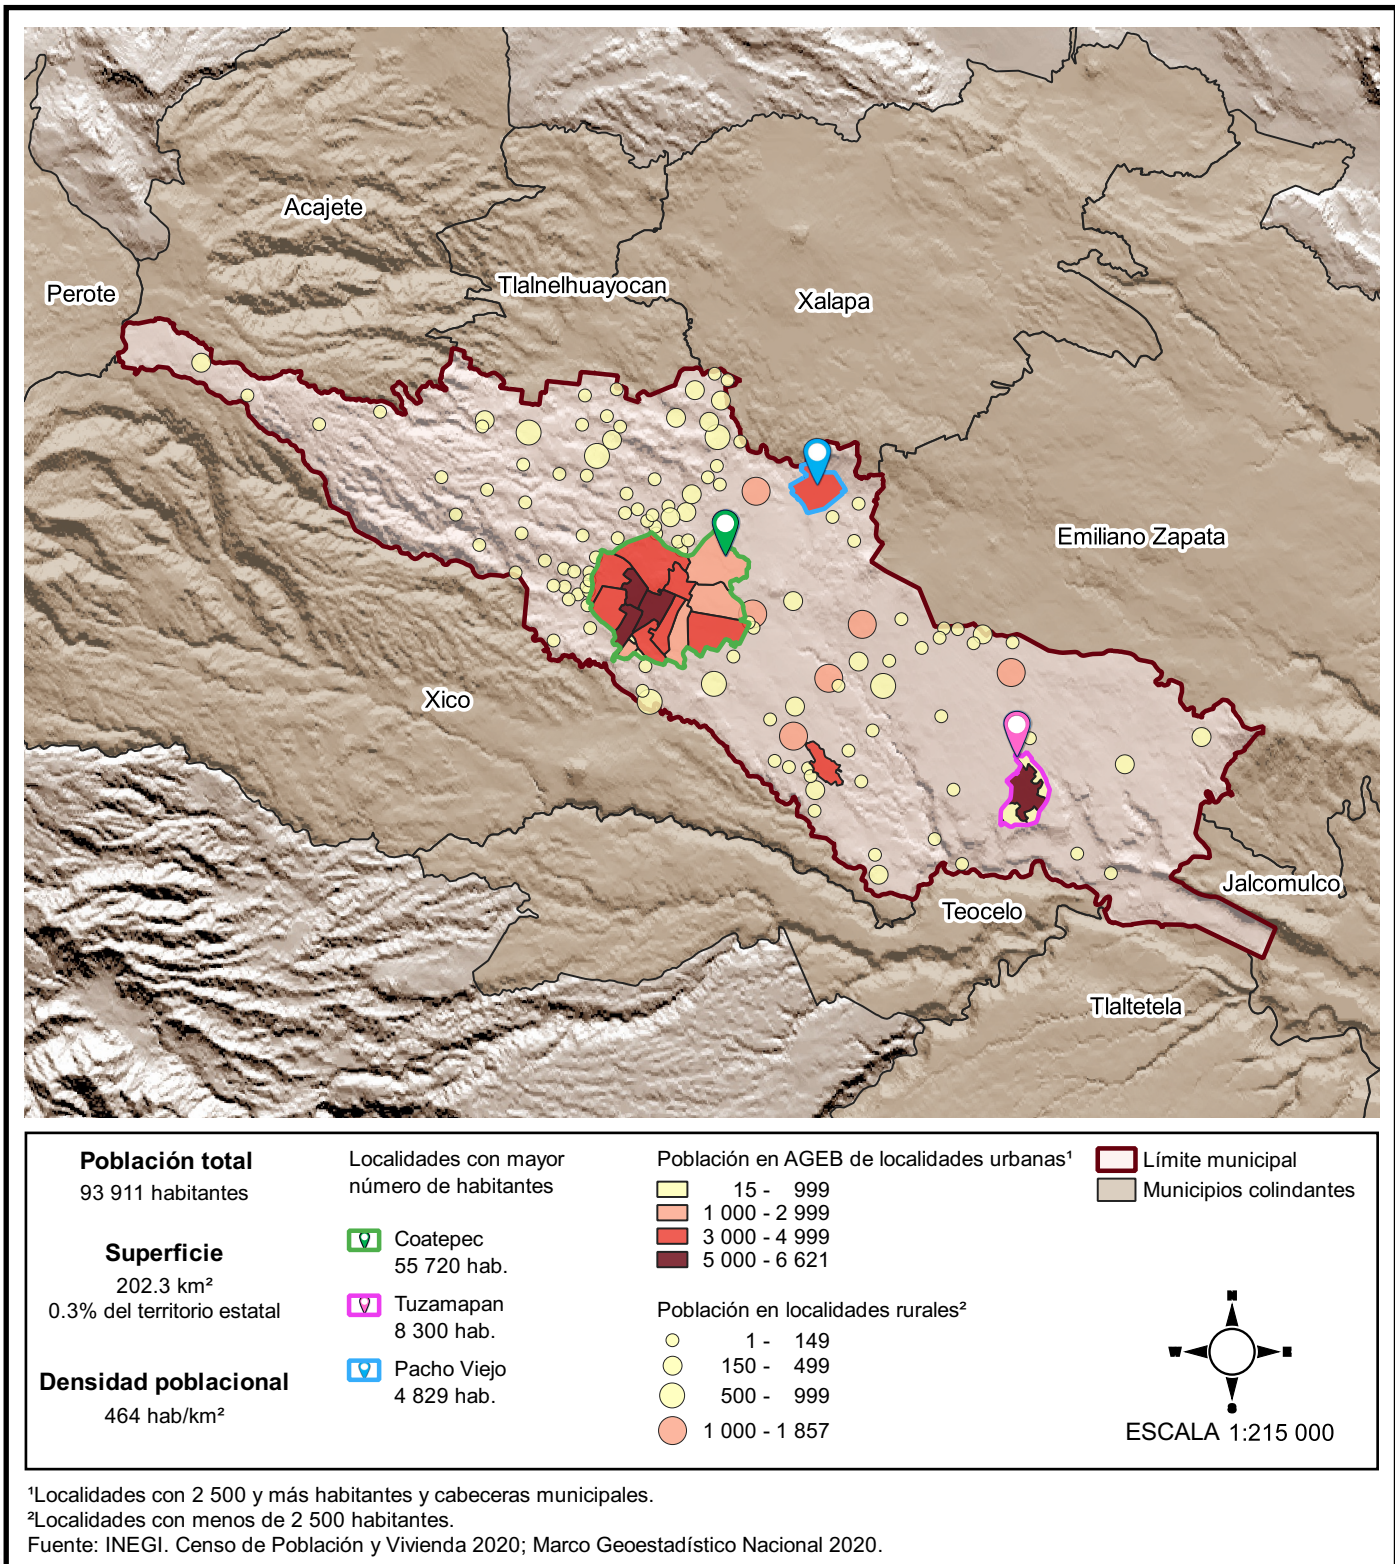 Acajete
Perote
Tlalnelhuayocan
Xalapa
Emiliano Zapata
Xico
Jalcomulco
Teocelo
Tlaltetela
Población total
93 911 habitantes
Superficie
202.3 km²
0.3% del territorio estatal
Densidad poblacional
464 hab/km²
Localidades con mayor
número de habitantes
Coatepec
55 720 hab.
Tuzamapan
8 300 hab.
Pacho Viejo
4 829 hab.
Población en AGEB de localidades urbanas¹
15 - 999
1 000 - 2 999
3 000 - 4 999
5 000 - 6 621
Población en localidades rurales²
1 - 149
150 - 499
500 - 999
1 000 - 1 857
Límite municipal
Municipios colindantes
N
W E
S
ESCALA 1:215 000
¹Localidades con 2 500 y más habitantes y cabeceras municipales.
²Localidades con menos de 2 500 habitantes.
Fuente: INEGI. Censo de Población y Vivienda 2020; Marco Geoestadístico Nacional 2020.